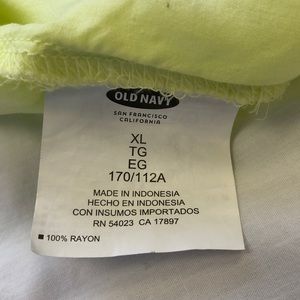 OLD NAVY
SAN FRANCISCO
CALIFORNIA
XL
TG
EG
170/112A
MADE IN INDONESIA
HECHO EN INDONESIA
CON INSUMOS IMPORTADOS
RN 54023 CA 17897
100% RAYON